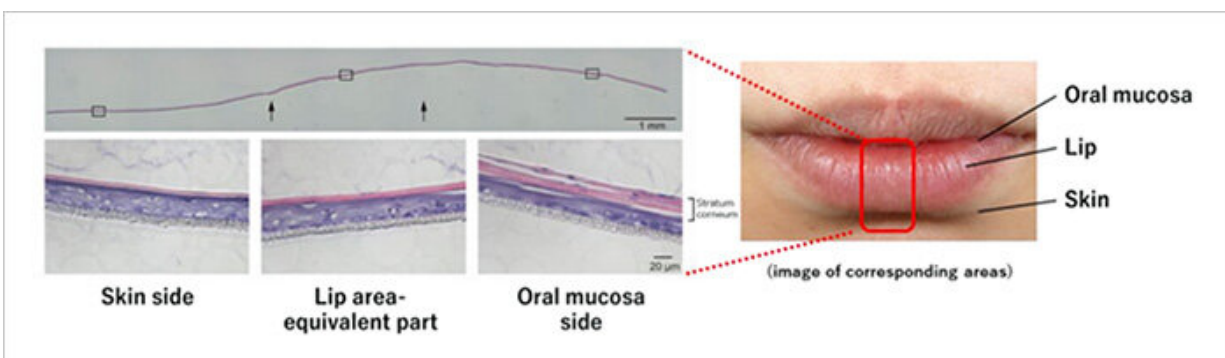 1 mm
Stratum
corneum
20 μm
Skin side
Lip area-
equivalent part
Oral mucosa
side
Oral mucosa
Lip
Skin
(image of corresponding areas)